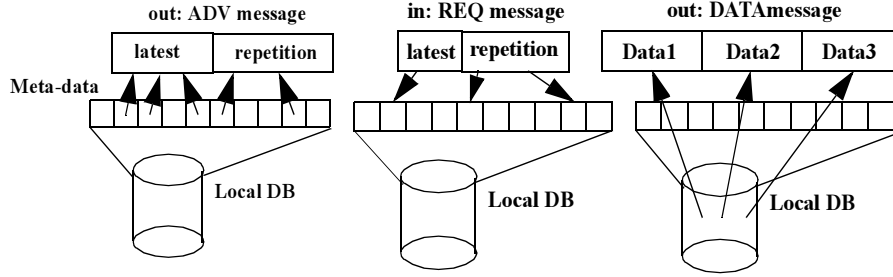 out: ADV message
latest
repetition
Meta-data
Local DB
in: REQ message
latest
repetition
Local DB
out: DATAmessage
Data1
Data2
Data3
Local DB